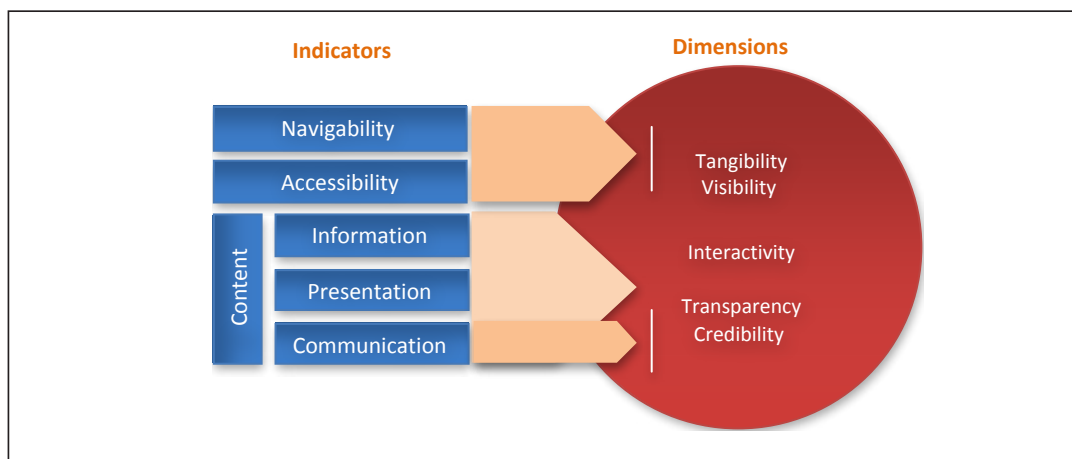 Indicators
Dimensions
Navigability
Accessibility
Content
Information
Presentation
Communication
Tangibility
Visibility
Interactivity
Transparency
Credibility